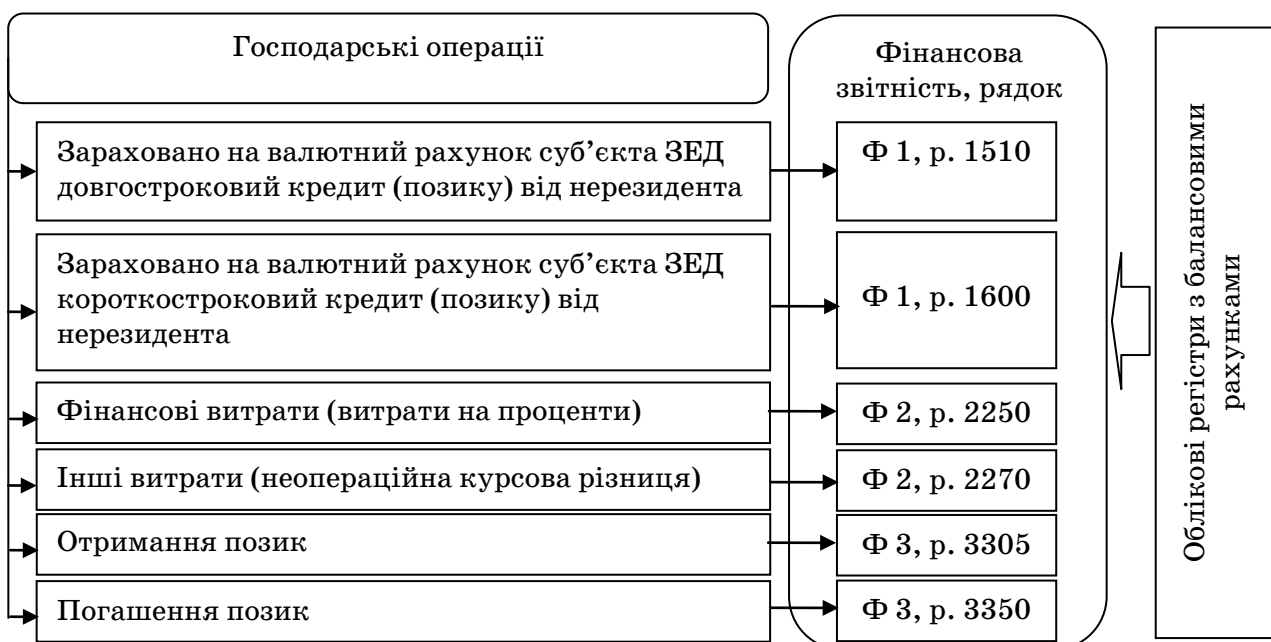 Господарські операції
Фінансова
звітність, рядок
Зараховано на валютний рахунок суб’єкта ЗЕД
довгостроковий кредит (позику) від нерезидента
Ф 1, р. 1510
Зараховано на валютний рахунок суб’єкта ЗЕД
короткостроковий кредит (позику) від
нерезидента
Ф 1, р. 1600
Фінансові витрати (витрати на проценти)
Ф 2, р. 2250
Інші витрати (неопераційна курсова різниця)
Ф 2, р. 2270
Отримання позик
Ф 3, р. 3305
Погашення позик
Ф 3, р. 3350
Облікові регістри з балансовими
рахунками